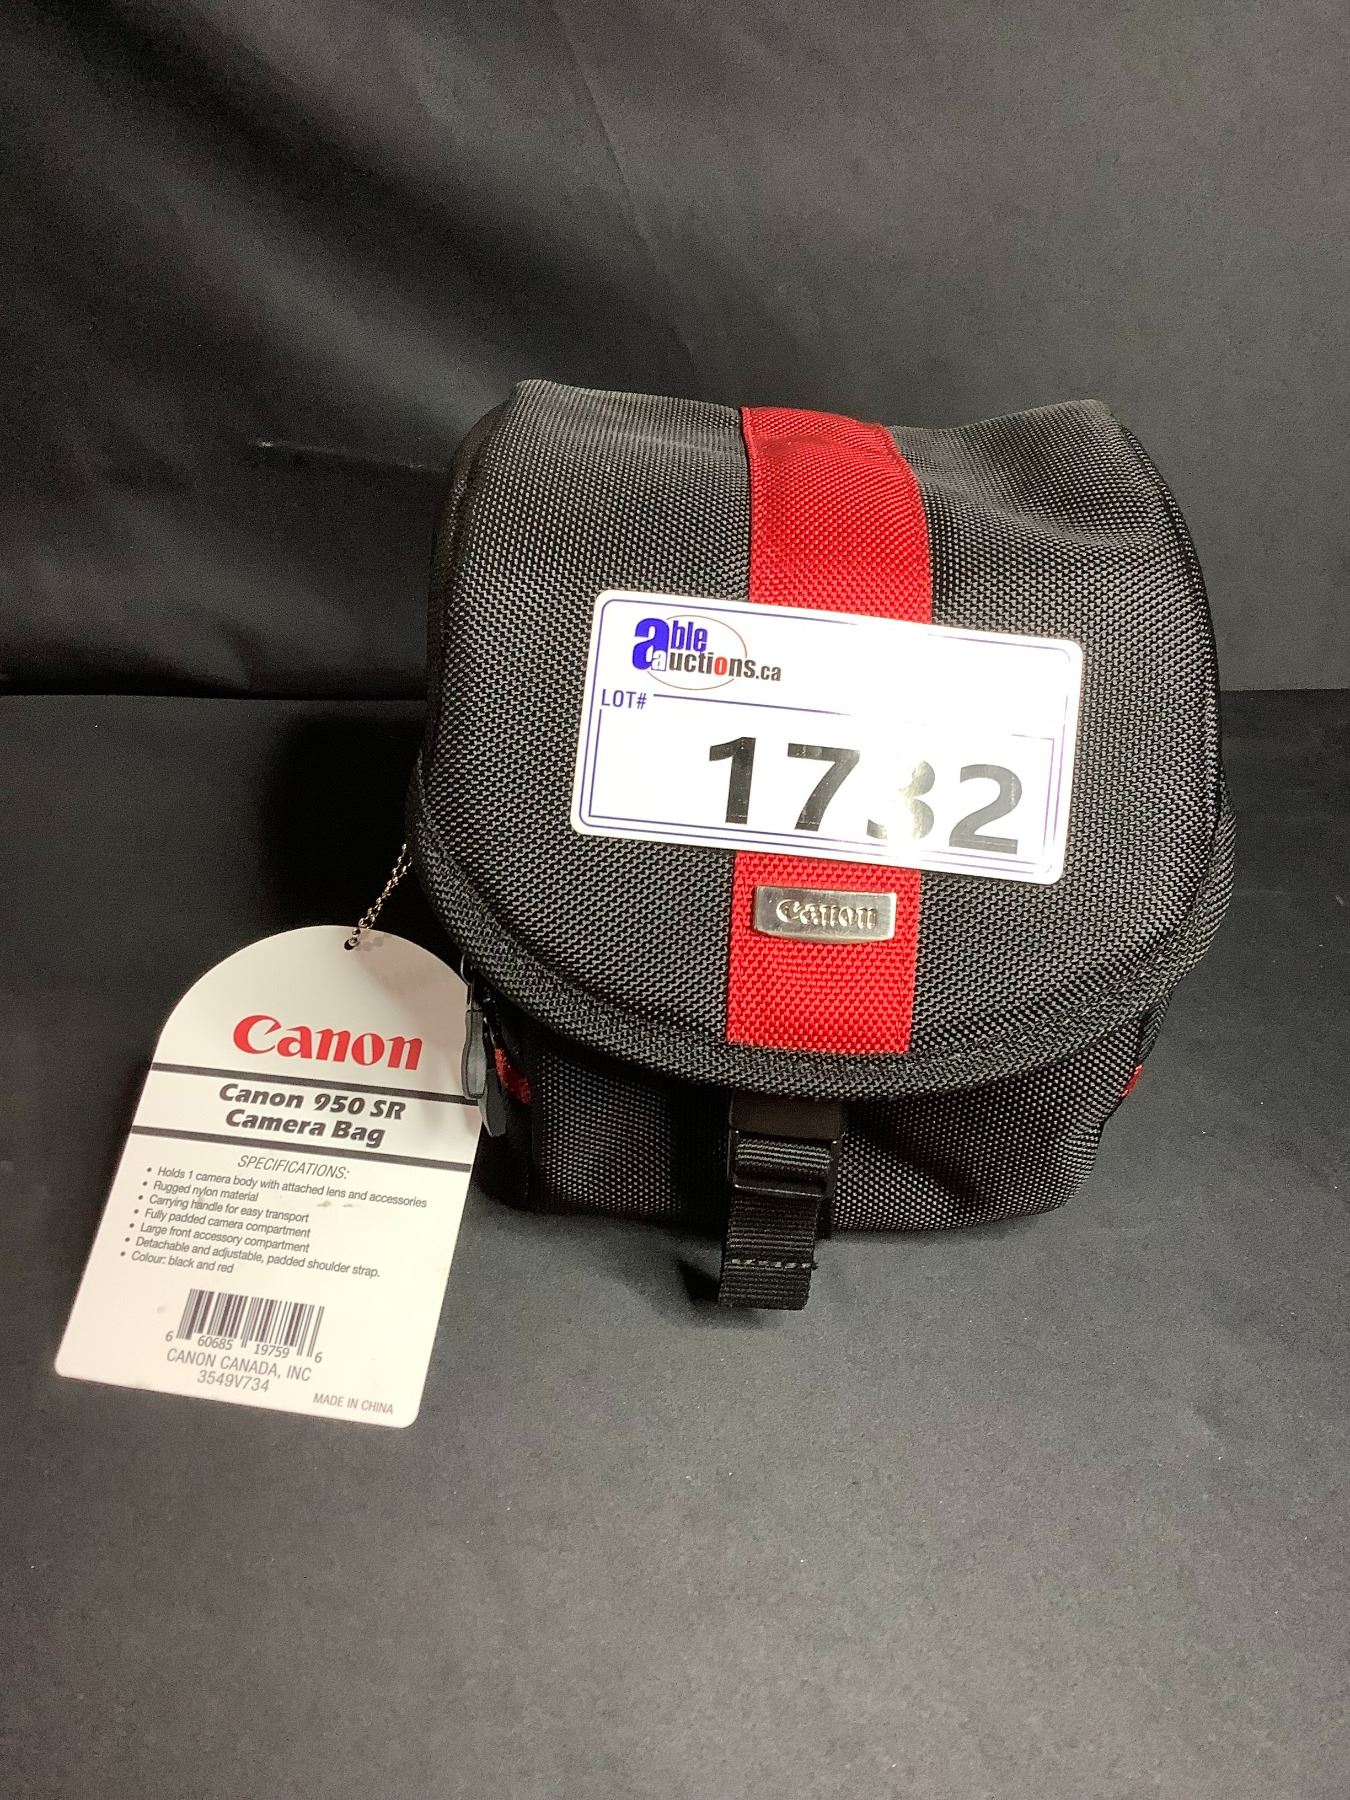 able
auctions.ca
LOT#
1732
Canon
Canon
Canon 950 SR
Camera Bag
SPECIFICATIONS:
• Holds 1 camera body with attached lens and accessories
• Rugged nylon material
• Carrying handle for easy transport
• Fully padded camera compartment
• Large front accessory compartment
• Detachable and adjustable, padded shoulder strap.
• Colour: black and red
6 60685 19759 6
CANON CANADA, INC
3549V734
MADE IN CHINA